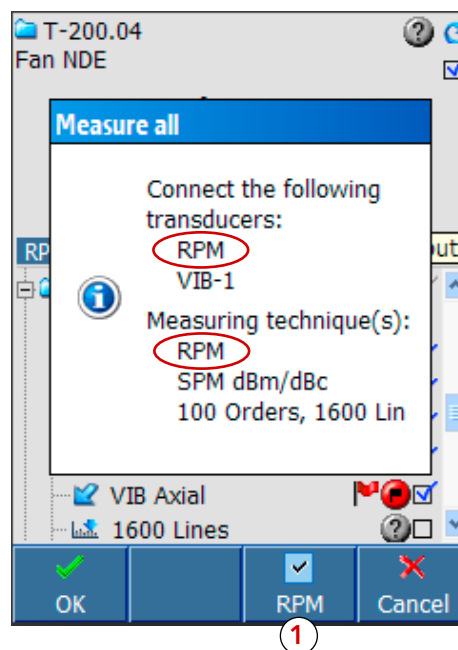 T-200.04
Fan NDE
Measure all
Connect the following
transducers:
RPM
VIB-1
Measuring technique(s):
RPM
SPM dBm/dBc
100 Orders, 1600 Lin
RP
ut
VIB Axial
1600 Lines
OK
RPM
Cancel
1